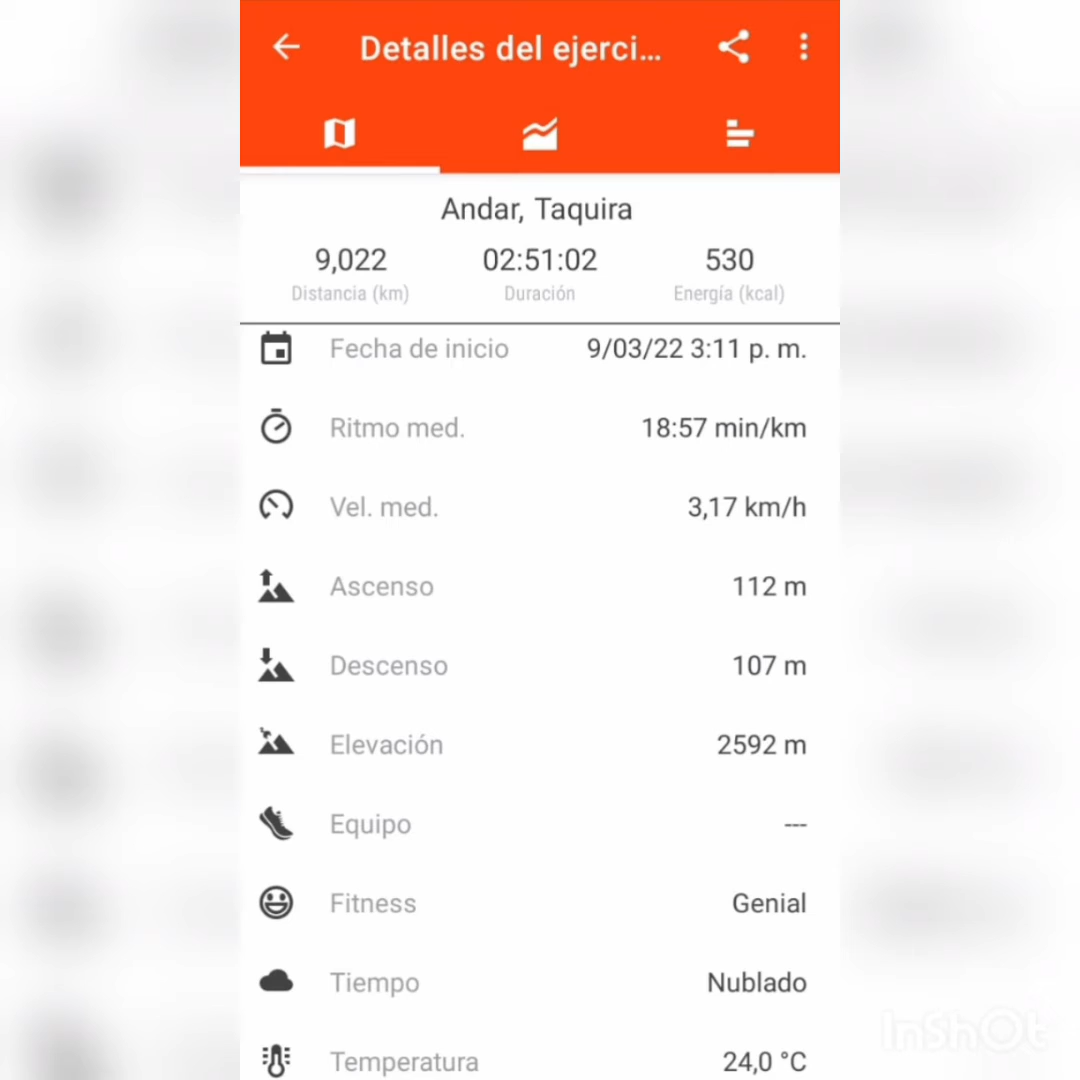 Detalles del ejerci...
Andar, Taquira
9,022 02:51:02 530
Distancia (km) Duración Energía (kcal)
Fecha de inicio 9/03/22 3:11 p. m.
Ritmo med. 18:57 min/km
Vel. med. 3,17 km/h
Ascenso 112 m
Descenso 107 m
Elevación 2592 m
Equipo ---
Fitness Genial
Tiempo Nublado
InShOt
Temperatura 24,0 °C